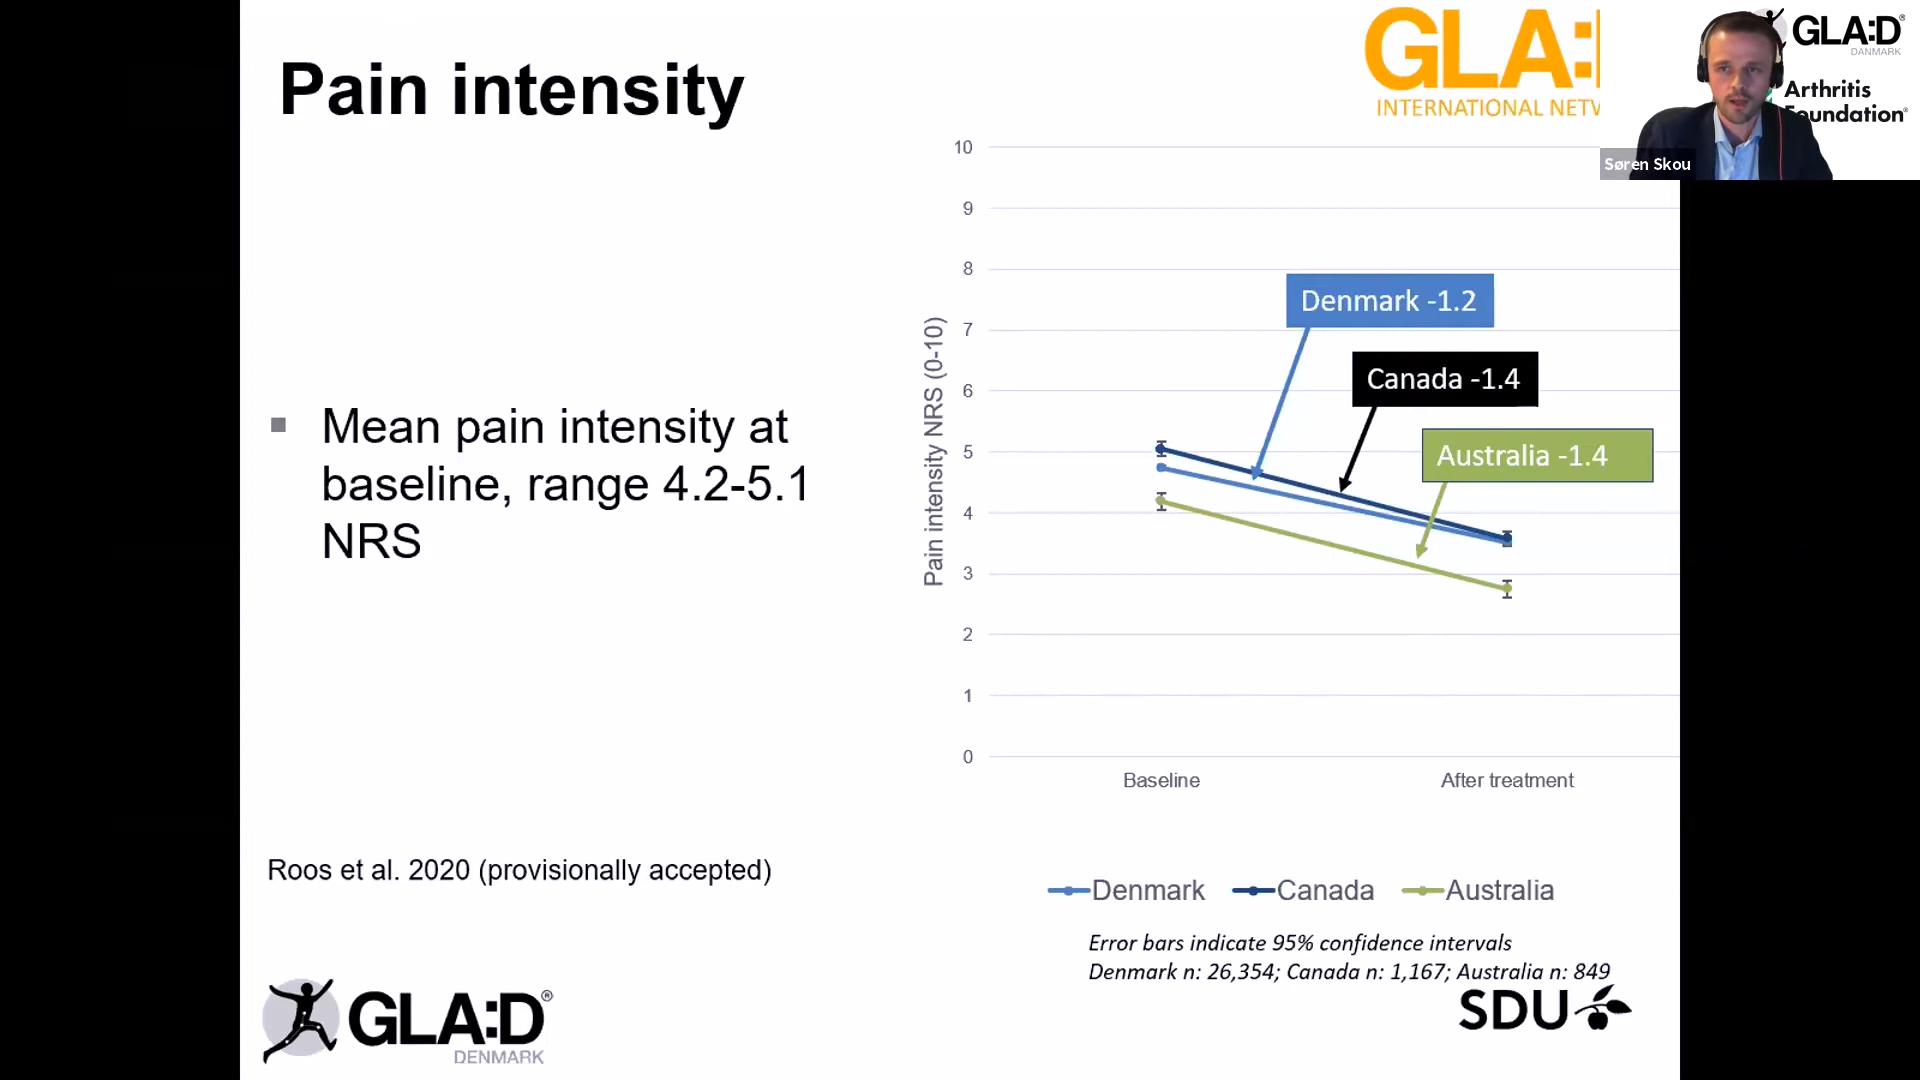 Pain intensity
GLA:
INTERNATIONAL NETV
GLA:D®
DANMARK
Arthritis
Foundation®
Søren Skou
Mean pain intensity at
baseline, range 4.2-5.1
NRS
Pain intensity NRS (0-10)
10
9
8
7
6
5
4
3
2
1
0
Denmark -1.2
Canada -1.4
Australia -1.4
Baseline
After treatment
Roos et al. 2020 (provisionally accepted)
Denmark Canada Australia
Error bars indicate 95% confidence intervals
Denmark n: 26,354; Canada n: 1,167; Australia n: 849
GLA:D®
DENMARK
SDU